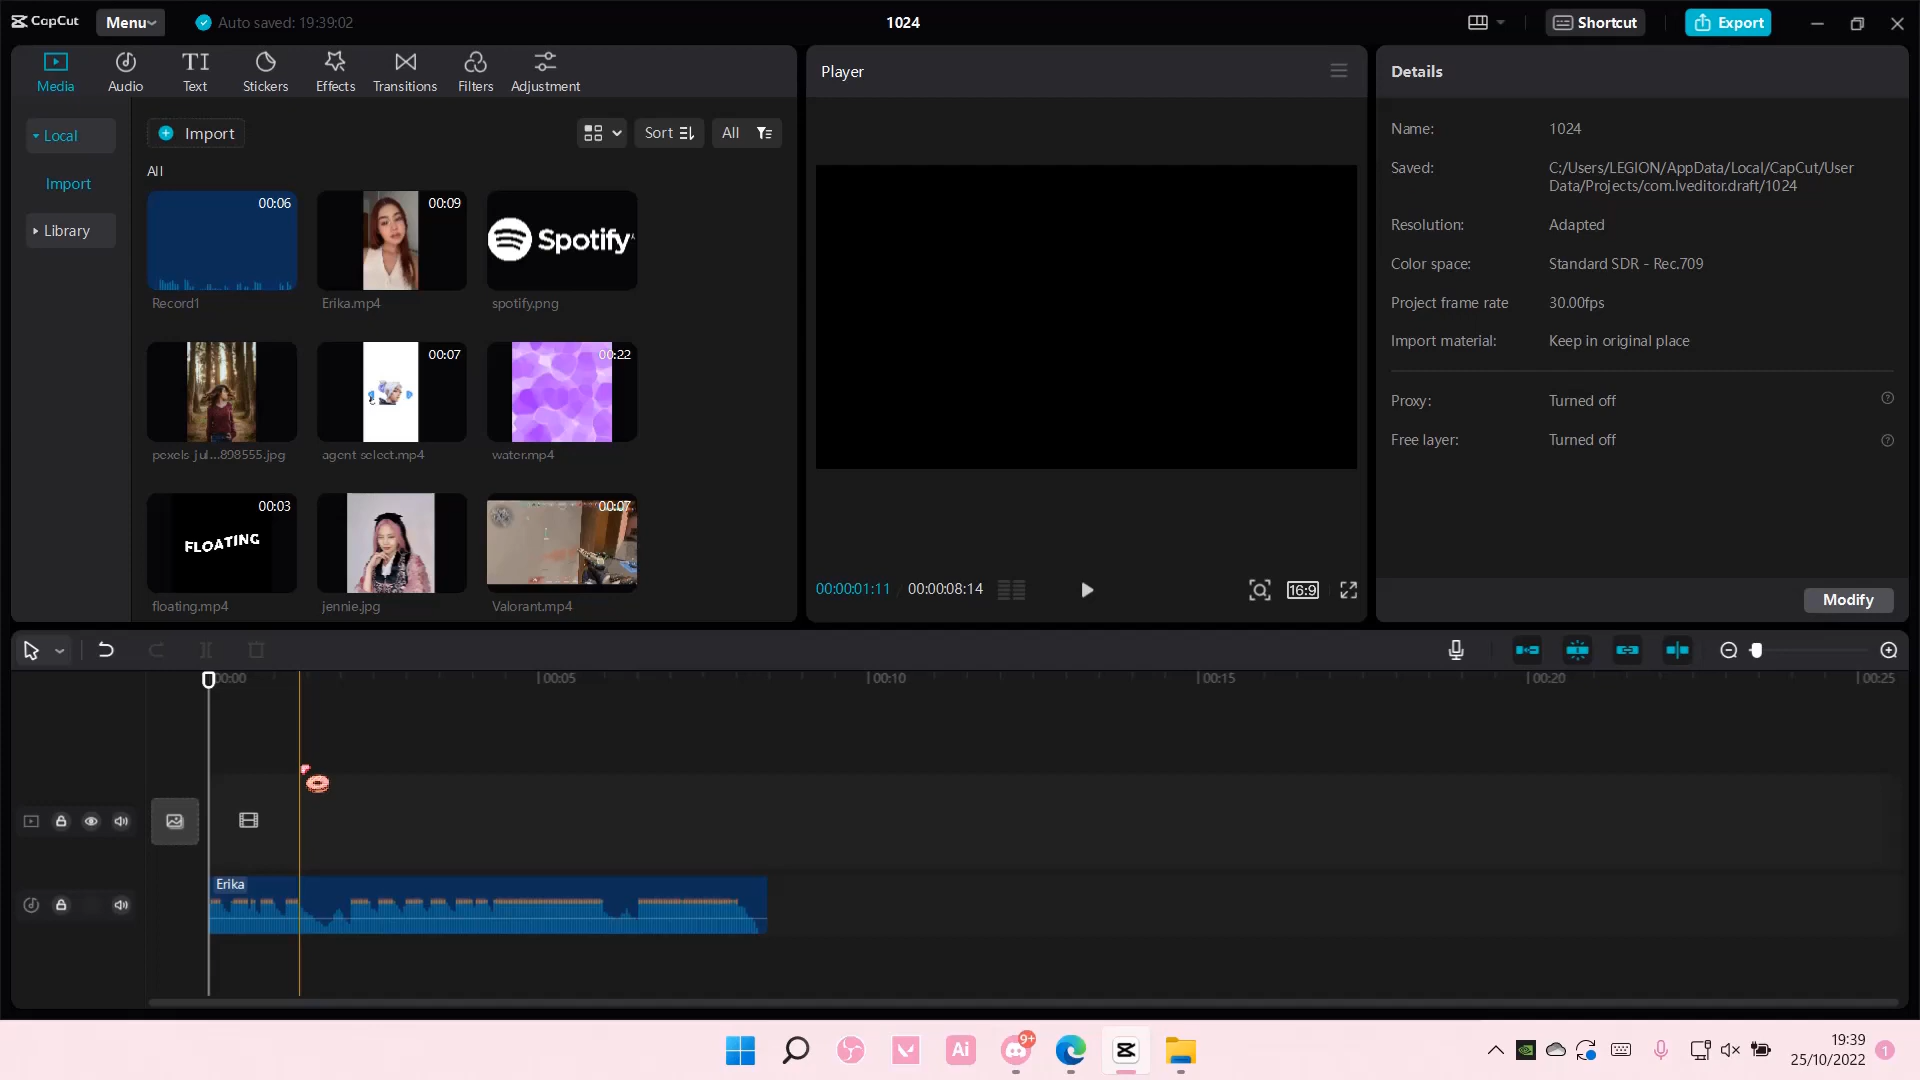 CapCut
Menu
Auto saved: 19:39:02
1024
Shortcut
Export
Media
Audio
TI
Text
Stickers
Effects
Transitions
Filters
Adjustment
Player
Details
Local
Import
Library
Import
Sort
All
All
00:06
Record1
00:09
Erika.mp4
Spotify
spotify.png
pexels-jul...898555.jpg
00:07
agent select.mp4
00:22
water.mp4
00:03
FLOATING
floating.mp4
jennie.jpg
00:07
Valorant.mp4
00:00:01:11 / 00:00:08:14
16:9
Name: 1024
Saved: C:/Users/LEGION/AppData/Local/CapCut/User
Data/Projects/com.lveditor.draft/1024
Resolution: Adapted
Color space: Standard SDR - Rec.709
Project frame rate 30.00fps
Import material: Keep in original place
Proxy: Turned off
Free layer: Turned off
Modify
00:00
00:05
00:10
00:15
00:20
00:25
Erika
Ai
9+
19:39
25/10/2022
1